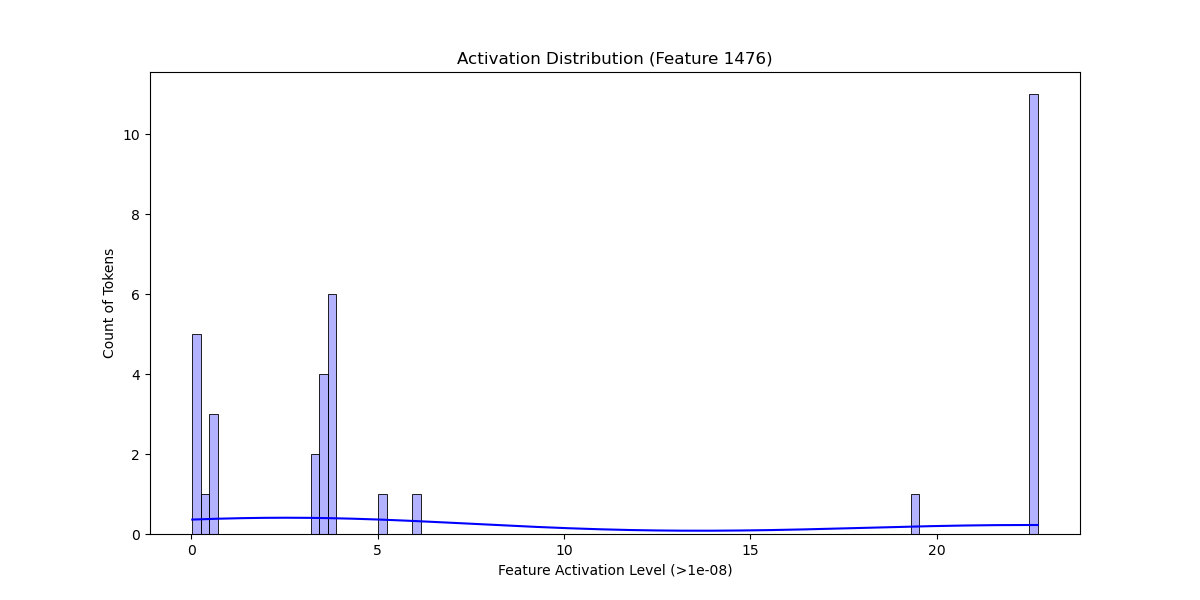 Activation Distribution (Feature 1476)
10
8
6
4
2
0
Count of Tokens
0 5 10 15 20
Feature Activation Level (>1e-08)